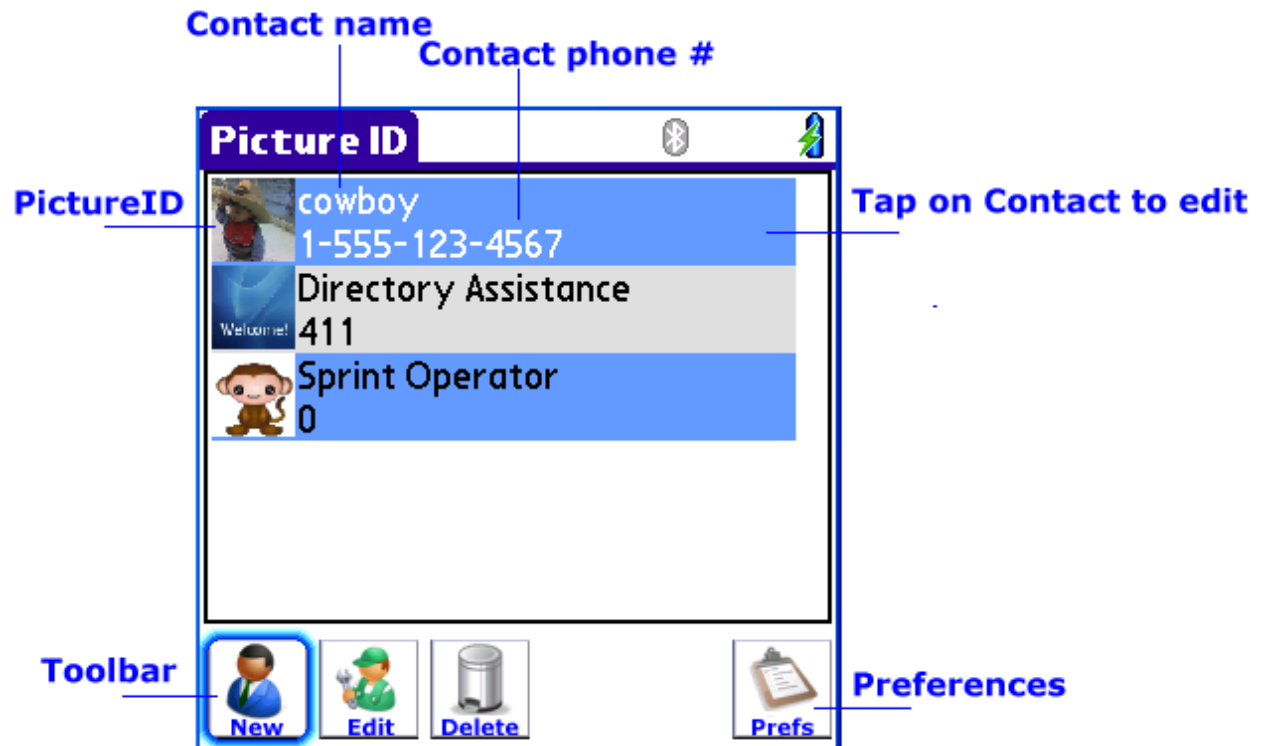 Contact name
Contact phone #
Picture ID
PictureID
cowboy
Tap on Contact to edit
1-555-123-4567
Directory Assistance
Welcome!
411
Sprint Operator
0
Toolbar
Preferences
New
Edit
Delete
Prefs